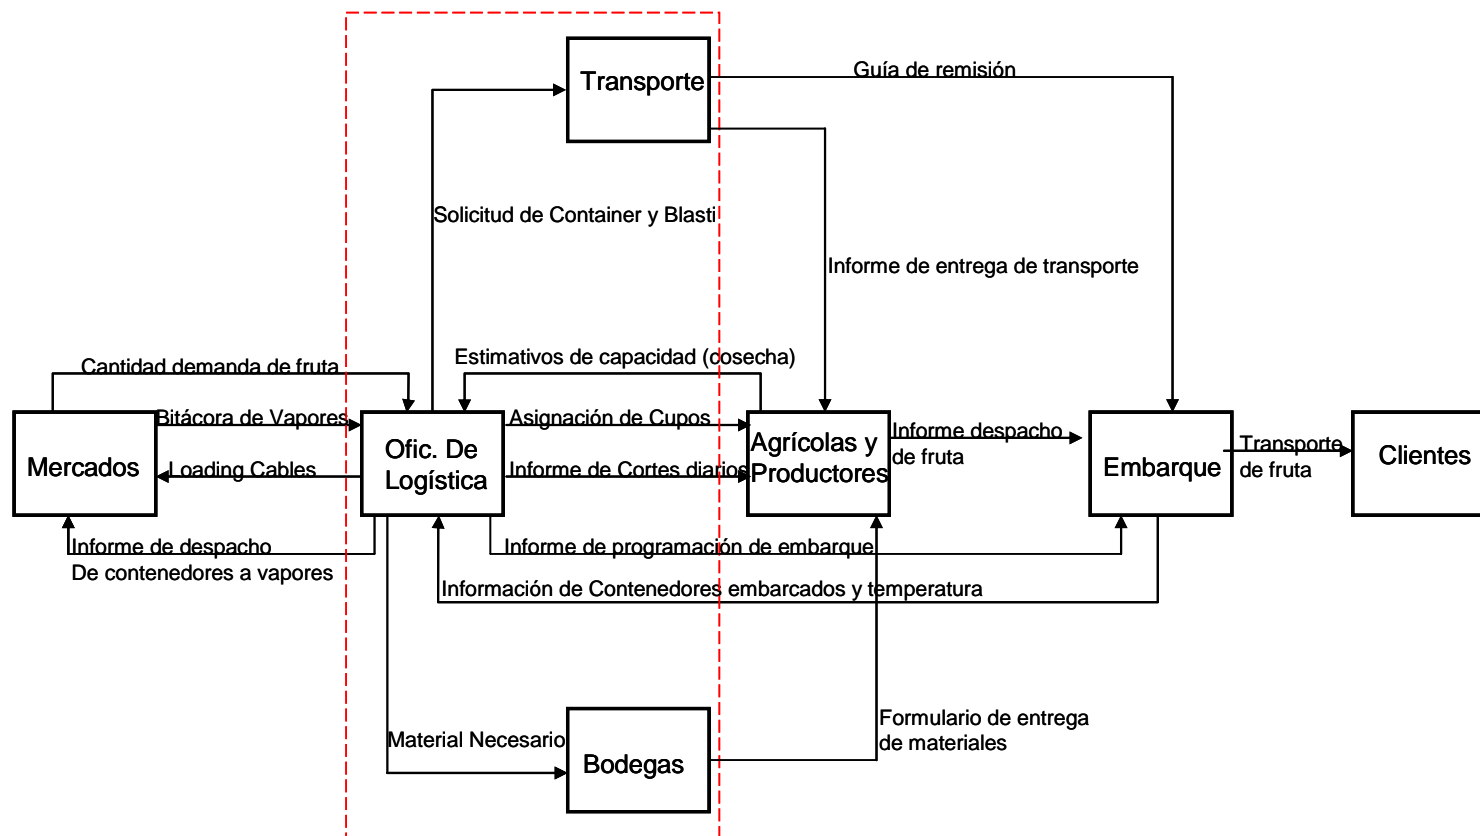 Transporte
Guía de remisión
Solicitud de Container y Blasti
Informe de entrega de transporte
Cantidad demanda de fruta
Estimativos de capacidad (cosecha)
Bitácora de Vapores
Asignación de Cupos
Mercados
Ofic. De
Logística
Agrícolas y
Productores
Informe despacho
de fruta
Embarque
Transporte
de fruta
Clientes
Loading Cables
Informe de Cortes diarios
Informe de despacho
De contenedores a vapores
Informe de programación de embarque
Información de Contenedores embarcados y temperatura
Material Necesario
Bodegas
Formulario de entrega
de materiales